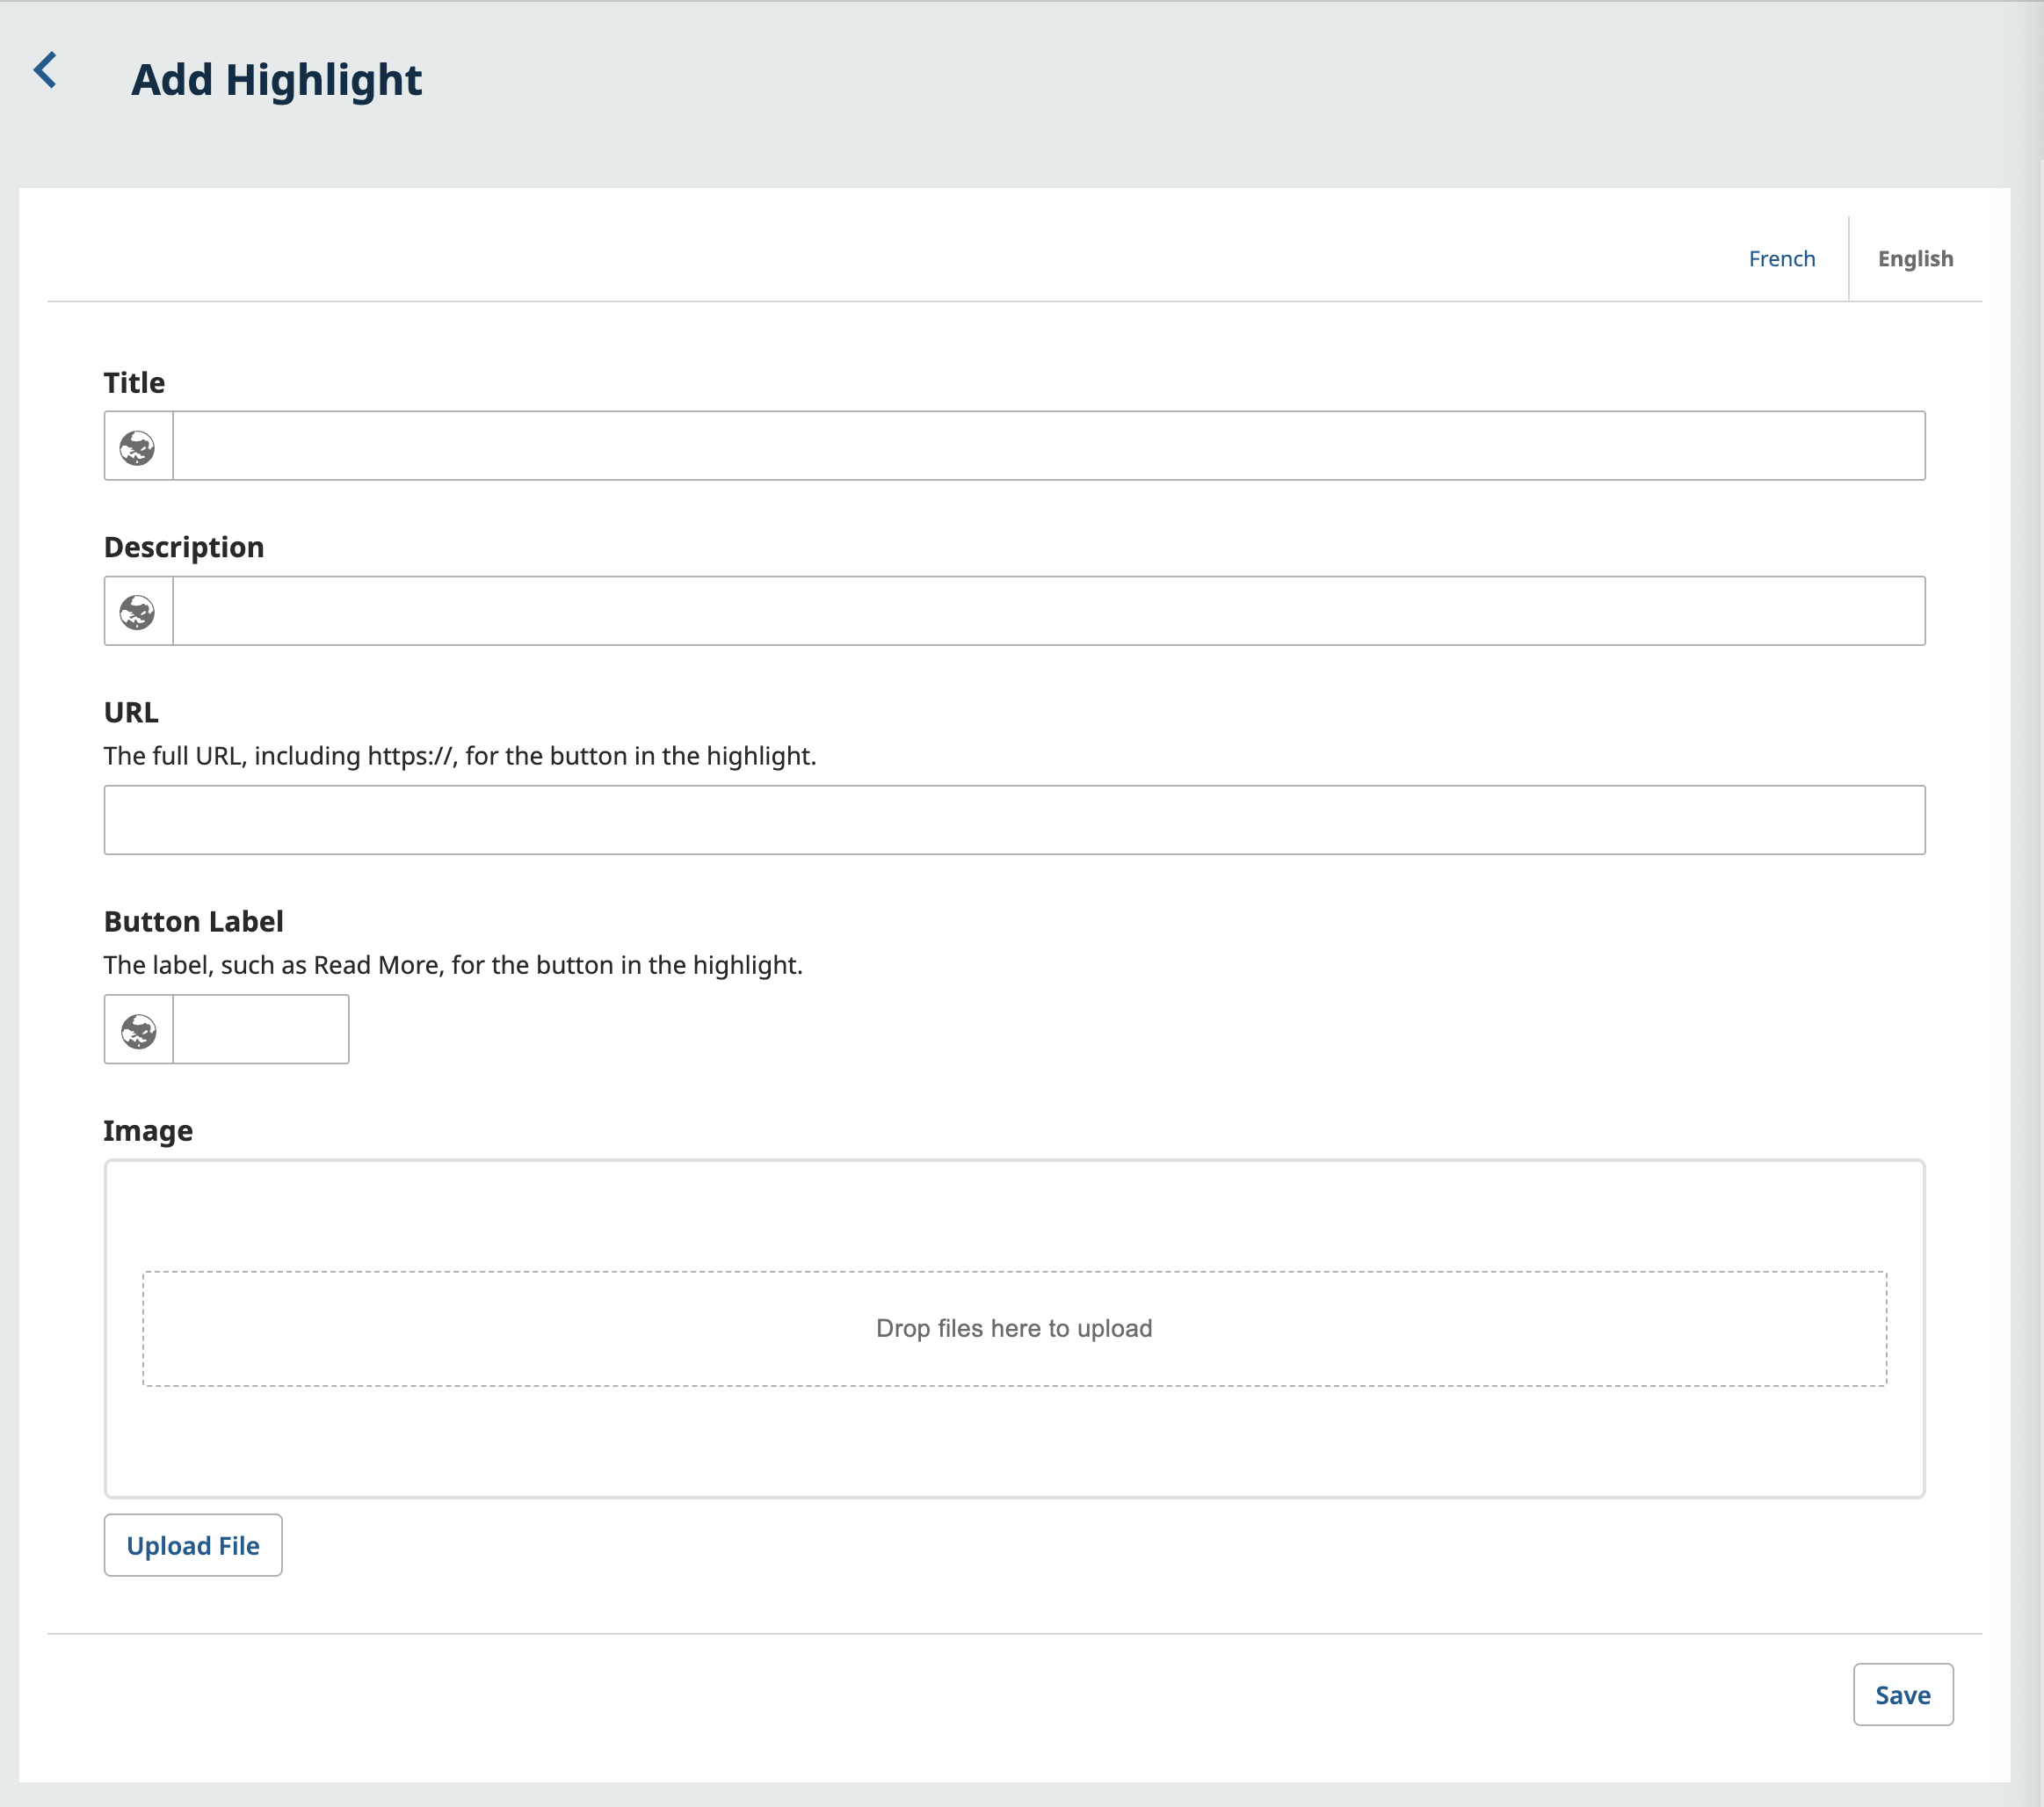 Add Highlight
French
English
Title
Description
URL
The full URL, including https://, for the button in the highlight.
Button Label
The label, such as Read More, for the button in the highlight.
Image
Drop files here to upload
Upload File
Save